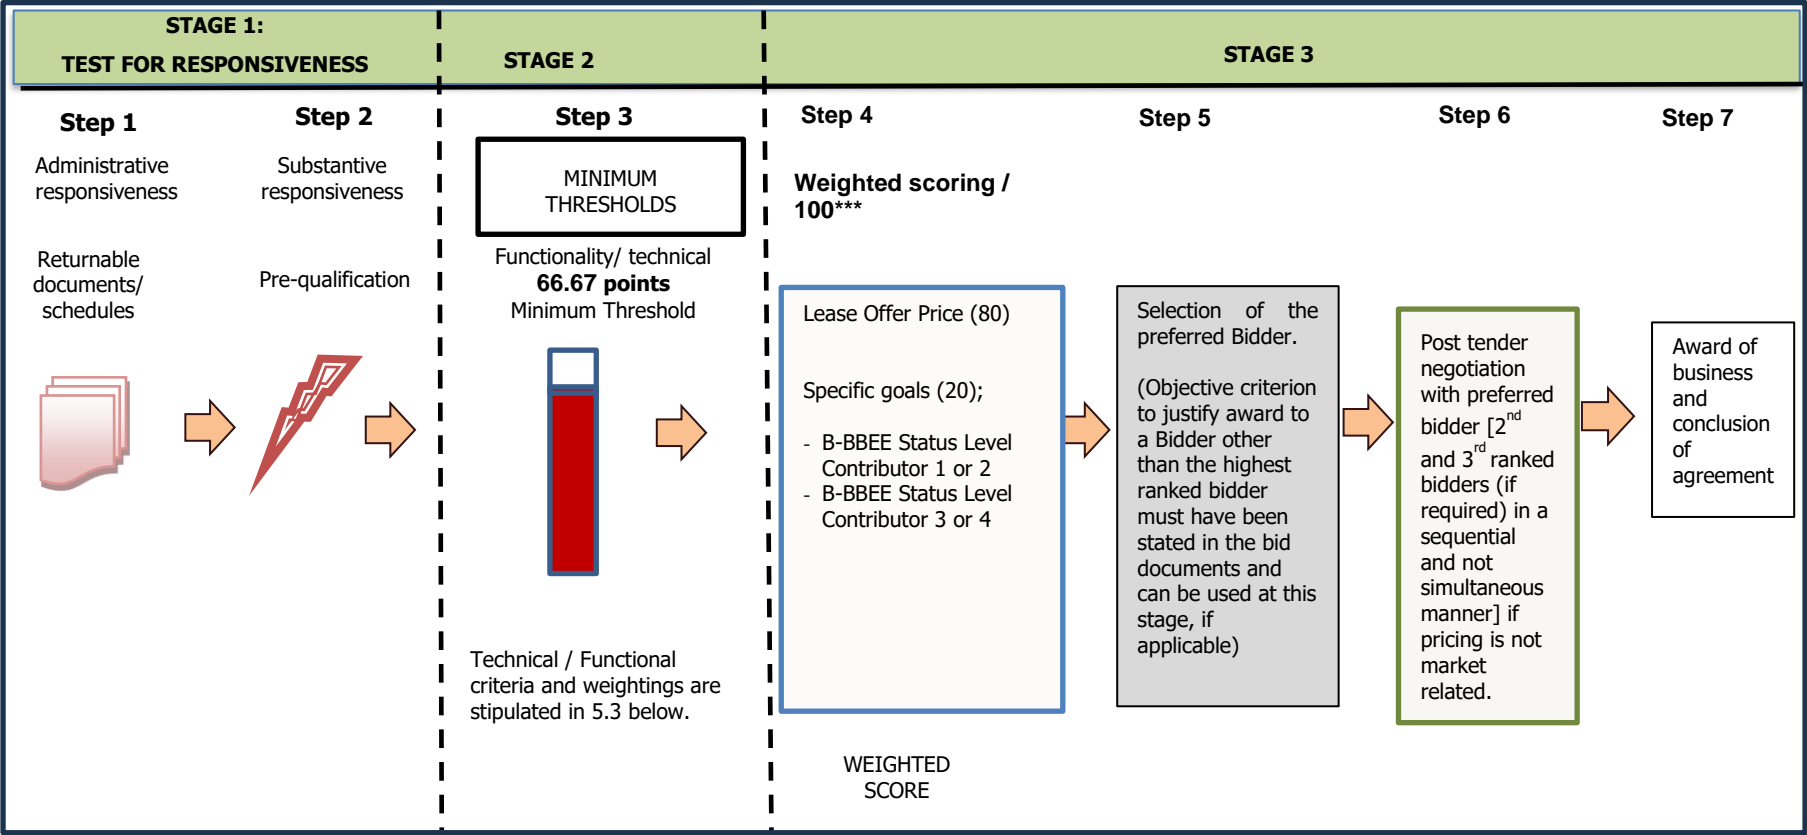 STAGE 1:
TEST FOR RESPONSIVENESS
STAGE 2
STAGE 3
Step 1
Administrative
responsiveness
Returnable
documents/
schedules
Step 2
Substantive
responsiveness
Pre-qualification
Step 3
MINIMUM
THRESHOLDS
Functionality/ technical
66.67 points
Minimum Threshold
Technical / Functional
criteria and weightings are
stipulated in 5.3 below.
Step 4
Weighted scoring /
100***
Lease Offer Price (80)
Specific goals (20);
- B-BBEE Status Level
Contributor 1 or 2
- B-BBEE Status Level
Contributor 3 or 4
WEIGHTED
SCORE
Step 5
Selection of the
preferred Bidder.
(Objective criterion
to justify award to
a Bidder other
than the highest
ranked bidder
must have been
stated in the bid
documents and
can be used at this
stage, if
applicable)
Step 6
Post tender
negotiation
with preferred
bidder [2nd
and 3rd ranked
bidders (if
required) in a
sequential
and not
simultaneous
manner] if
pricing is not
market
related.
Step 7
Award of
business
and
conclusion
of
agreement